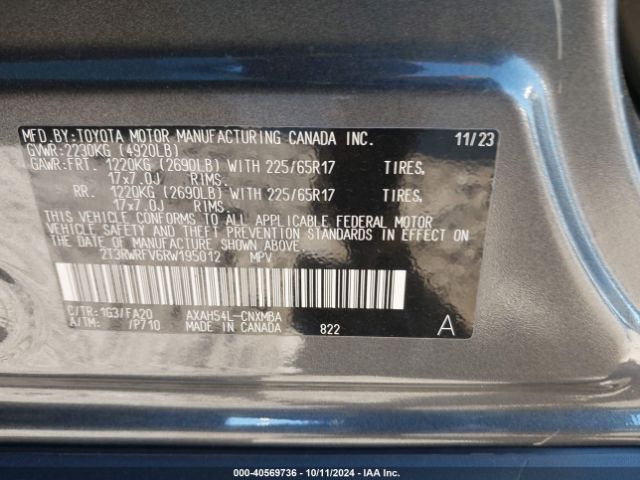 MFD.BY:TOYOTA MOTOR MANUFACTURING CANADA INC. 11/23
GVWR:2230KG (4920LB)
GAWR:FRT. 1220KG (2690LB) WITH 225/65R17 TIRES,
17x7.0J RIMS.
RR. 1220KG (2690LB) WITH 225/65R17 TIRES,
17x7.0J RIMS.
THIS VEHICLE CONFORMS TO ALL APPLICABLE FEDERAL MOTOR
VEHICLE SAFETY AND THEFT PREVENTION STANDARDS IN EFFECT ON
THE DATE OF MANUFACTURE SHOWN ABOVE.
2T3RWRFV6RW195012 MPV
C/TR:1G3/FA20 AXAH54L-CNXMBA
A/TM: /P710 MADE IN CANADA 822 A
000-40569736 - 10/11/2024 - IAA Inc.